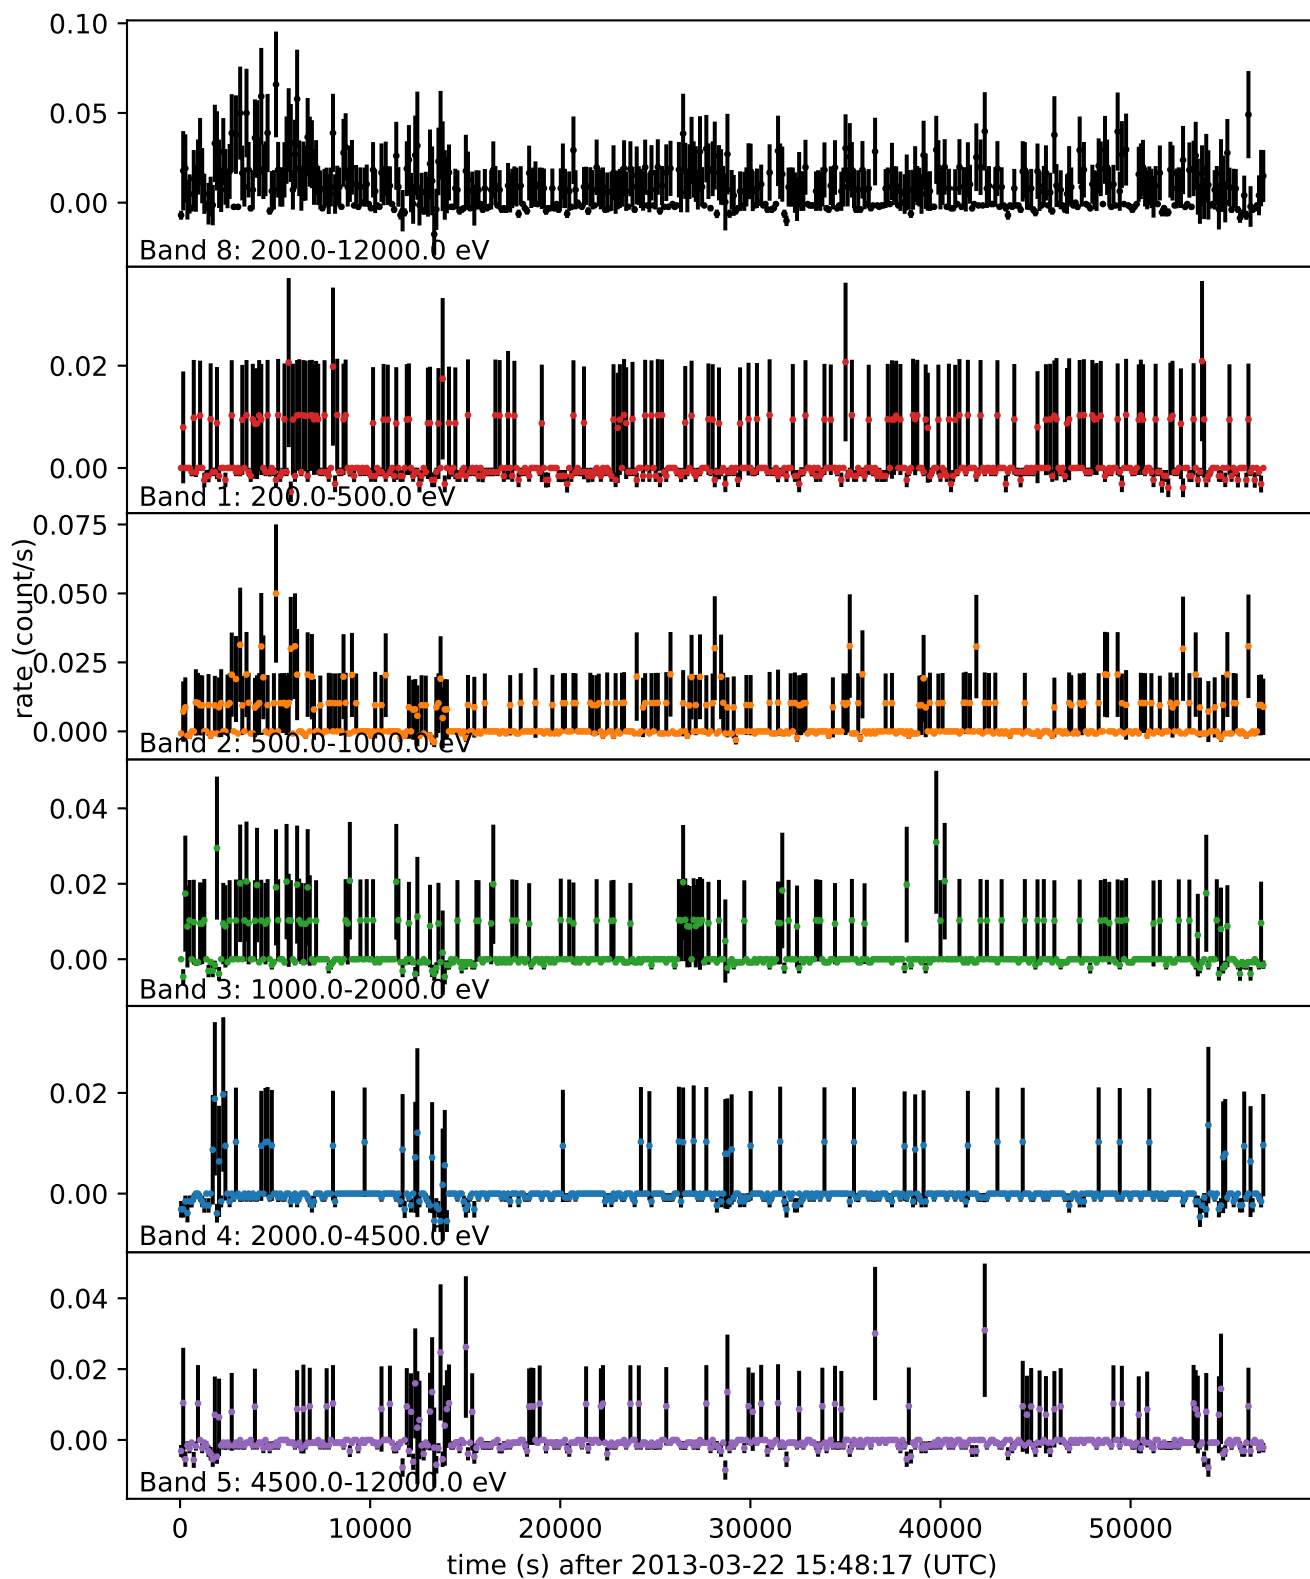 0.10
0.05
0.00
Band 8: 200.0-12000.0 eV
0.02
0.00
Band 1: 200.0-500.0 eV
rate (count/s)
0.075
0.050
0.025
0.000
Band 2: 500.0-1000.0 eV
0.04
0.02
0.00
Band 3: 1000.0-2000.0 eV
0.02
0.00
Band 4: 2000.0-4500.0 eV
0.04
0.02
0.00
Band 5: 4500.0-12000.0 eV
0 10000 20000 30000 40000 50000
time (s) after 2013-03-22 15:48:17 (UTC)